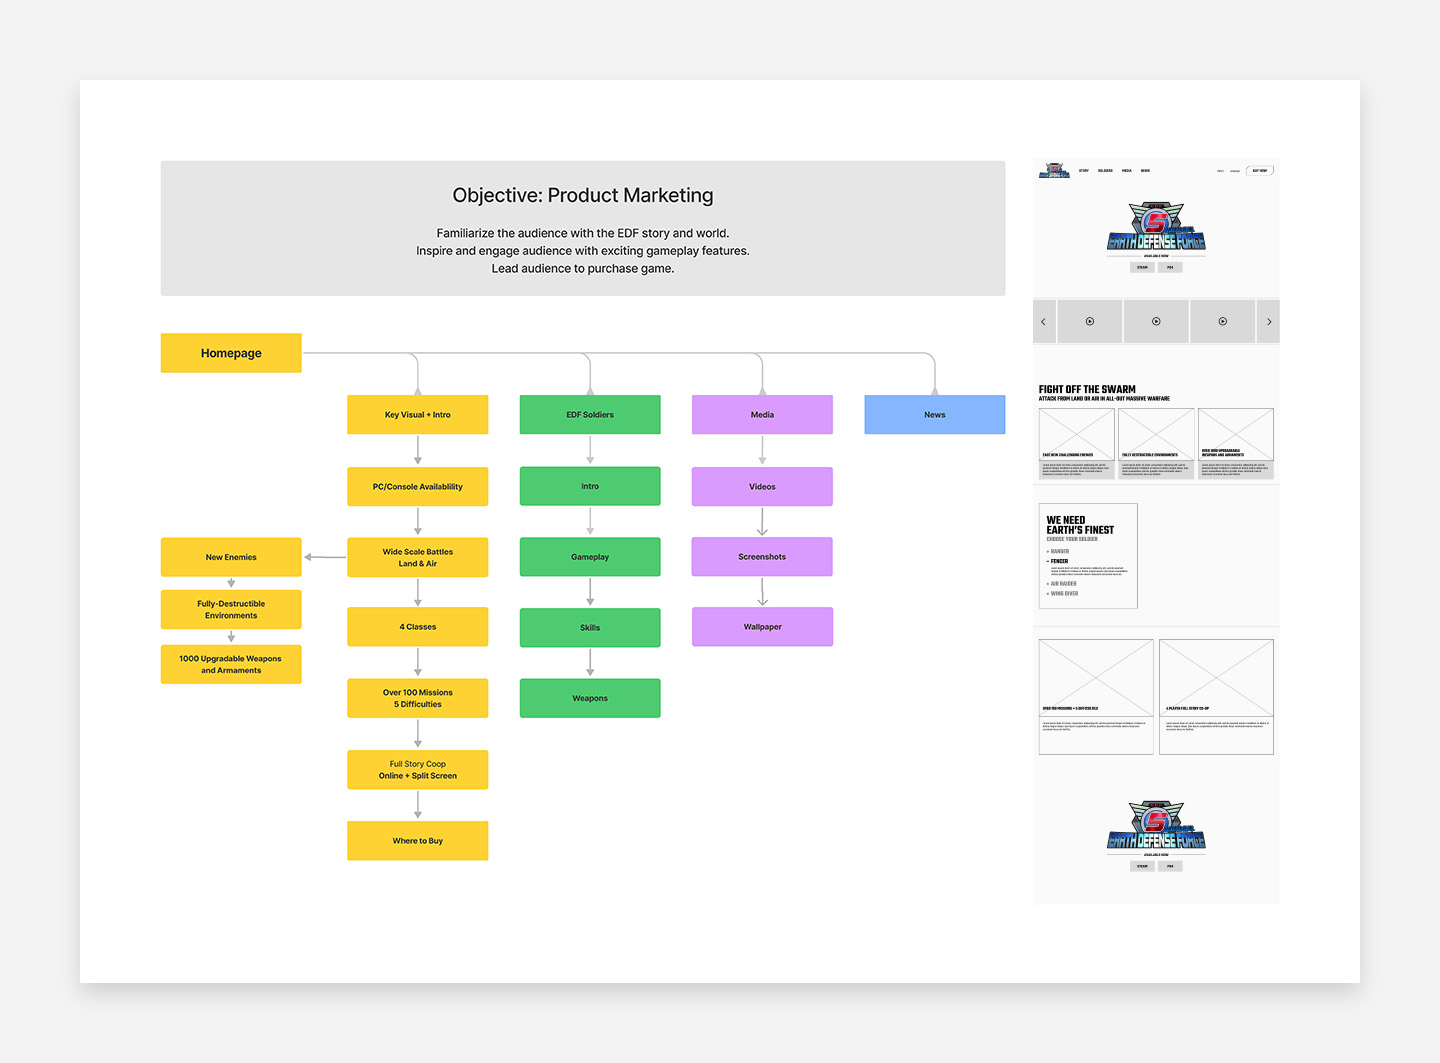 Objective: Product Marketing
Familiarize the audience with the EDF story and world.
Inspire and engage audience with exciting gameplay features.
Lead audience to purchase game.
Homepage
Key Visual + Intro
PC/Console Availablility
Wide Scale Battles
Land & Air
4 Classes
Over 100 Missions
5 Difficulties
Full Story Coop
Online + Split Screen
Where to Buy
New Enemies
Fully-Destructible
Environments
1000 Upgradable Weapons
and Armaments
EDF Soldiers
Intro
Gameplay
Skills
Weapons
Media
Videos
Screenshots
Wallpaper
News
STORY
SOLDIERS
MEDIA
NEWS
BUY NOW
5
EARTH DEFENSE FORCE
AVAILABLE NOW
STEAM
PS4
FIGHT OFF THE SWARM
ATTACK FROM LAND OR AIR IN ALL-OUT MASSIVE WARFARE
FACE NEW CHALLENGING ENEMIES
FULLY DESTRUCTIBLE ENVIRONMENTS
OVER 1000 UPGRADEABLE
WEAPONS AND ARMAMENTS
WE NEED
EARTH'S FINEST
CHOOSE YOUR SOLDIER
+ RANGER
- FENCER
+ AIR RAIDER
+ WING DIVER
OVER 100 MISSIONS + 5 DIFFICULTIES
4 PLAYER FULL STORY CO-OP
5
EARTH DEFENSE FORCE
AVAILABLE NOW
STEAM
PS4